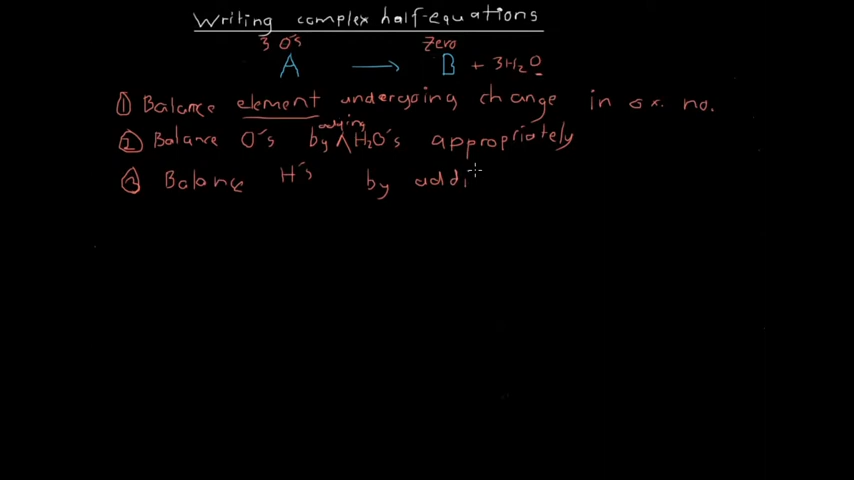 Writing complex half-equations
3 O's zero
A → B + 3H₂O
① Balance element undergoing change in ox. no.
adding
② Balance O's by ∧ H₂O's appropriately
③ Balance H's by addi